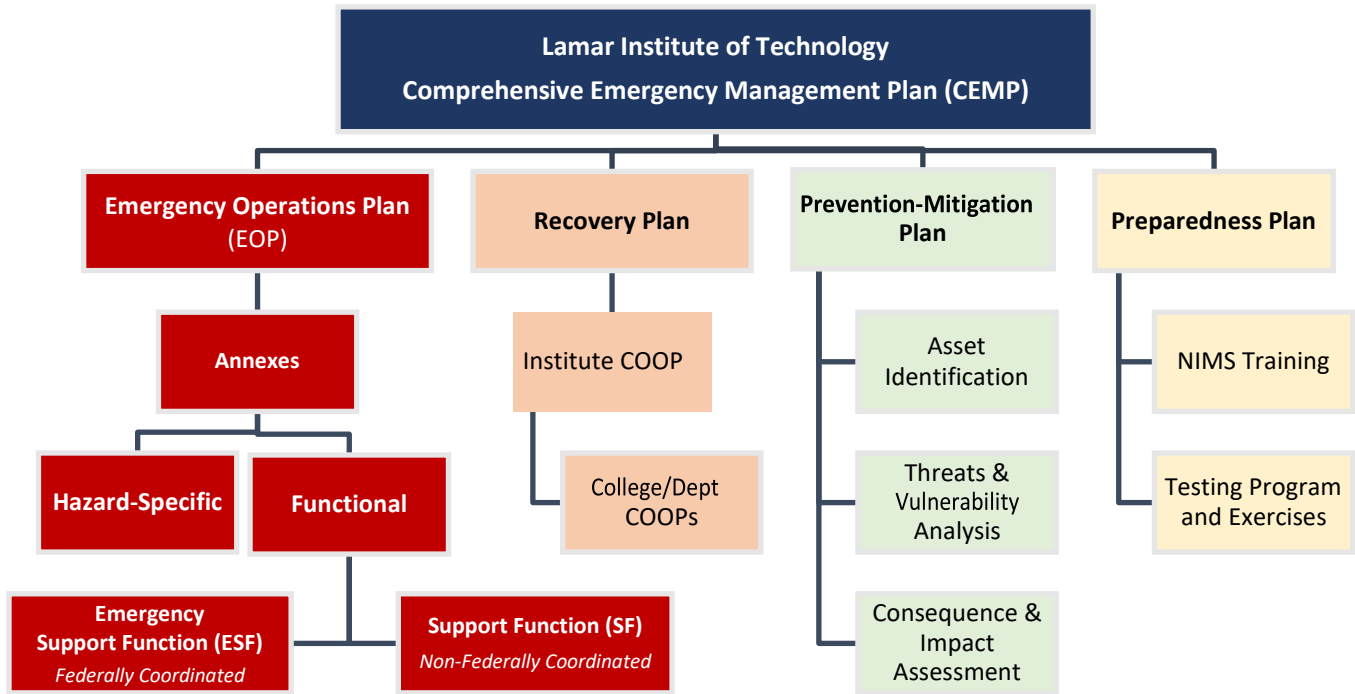 Lamar Institute of Technology
Comprehensive Emergency Management Plan (CEMP)
Emergency Operations Plan
(EOP)
Recovery Plan
Prevention-Mitigation
Plan
Preparedness Plan
Annexes
Institute COOP
Asset
Identification
NIMS Training
Hazard-Specific
Functional
College/Dept
COOPs
Threats &
Vulnerability
Analysis
Testing Program
and Exercises
Emergency
Support Function (ESF)
Federally Coordinated
Support Function (SF)
Non-Federally Coordinated
Consequence &
Impact
Assessment